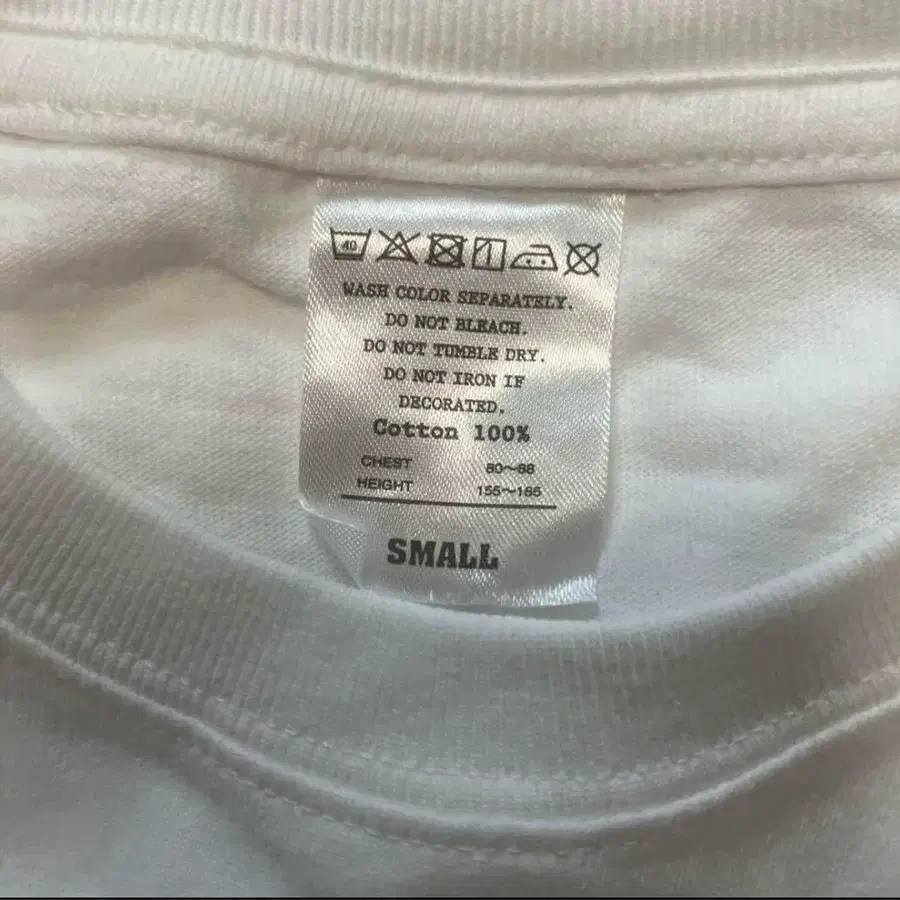 40
WASH COLOR SEPARATELY.
DO NOT BLEACH.
DO NOT TUMBLE DRY.
DO NOT IRON IF
DECORATED.
Cotton 100%
CHEST 80~88
HEIGHT 155~165
SMALL